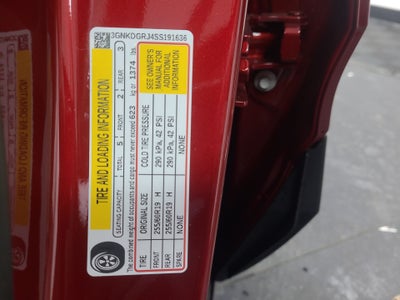 3GNKDGRJ4SS191636
TIRE AND LOADING INFORMATION
SEATING CAPACITY TOTAL 5 FRONT 2 REAR 3
The combined weight of occupants and cargo must never exceed 623 kg or 1374 lbs.
TIRE ORIGINAL SIZE COLD TIRE PRESSURE
FRONT 255/60R19 H 290 kPa, 42 PSI
REAR 255/60R19 H 290 kPa, 42 PSI
SPARE NONE NONE
SEE OWNER'S
MANUAL FOR
ADDITIONAL
INFORMATION